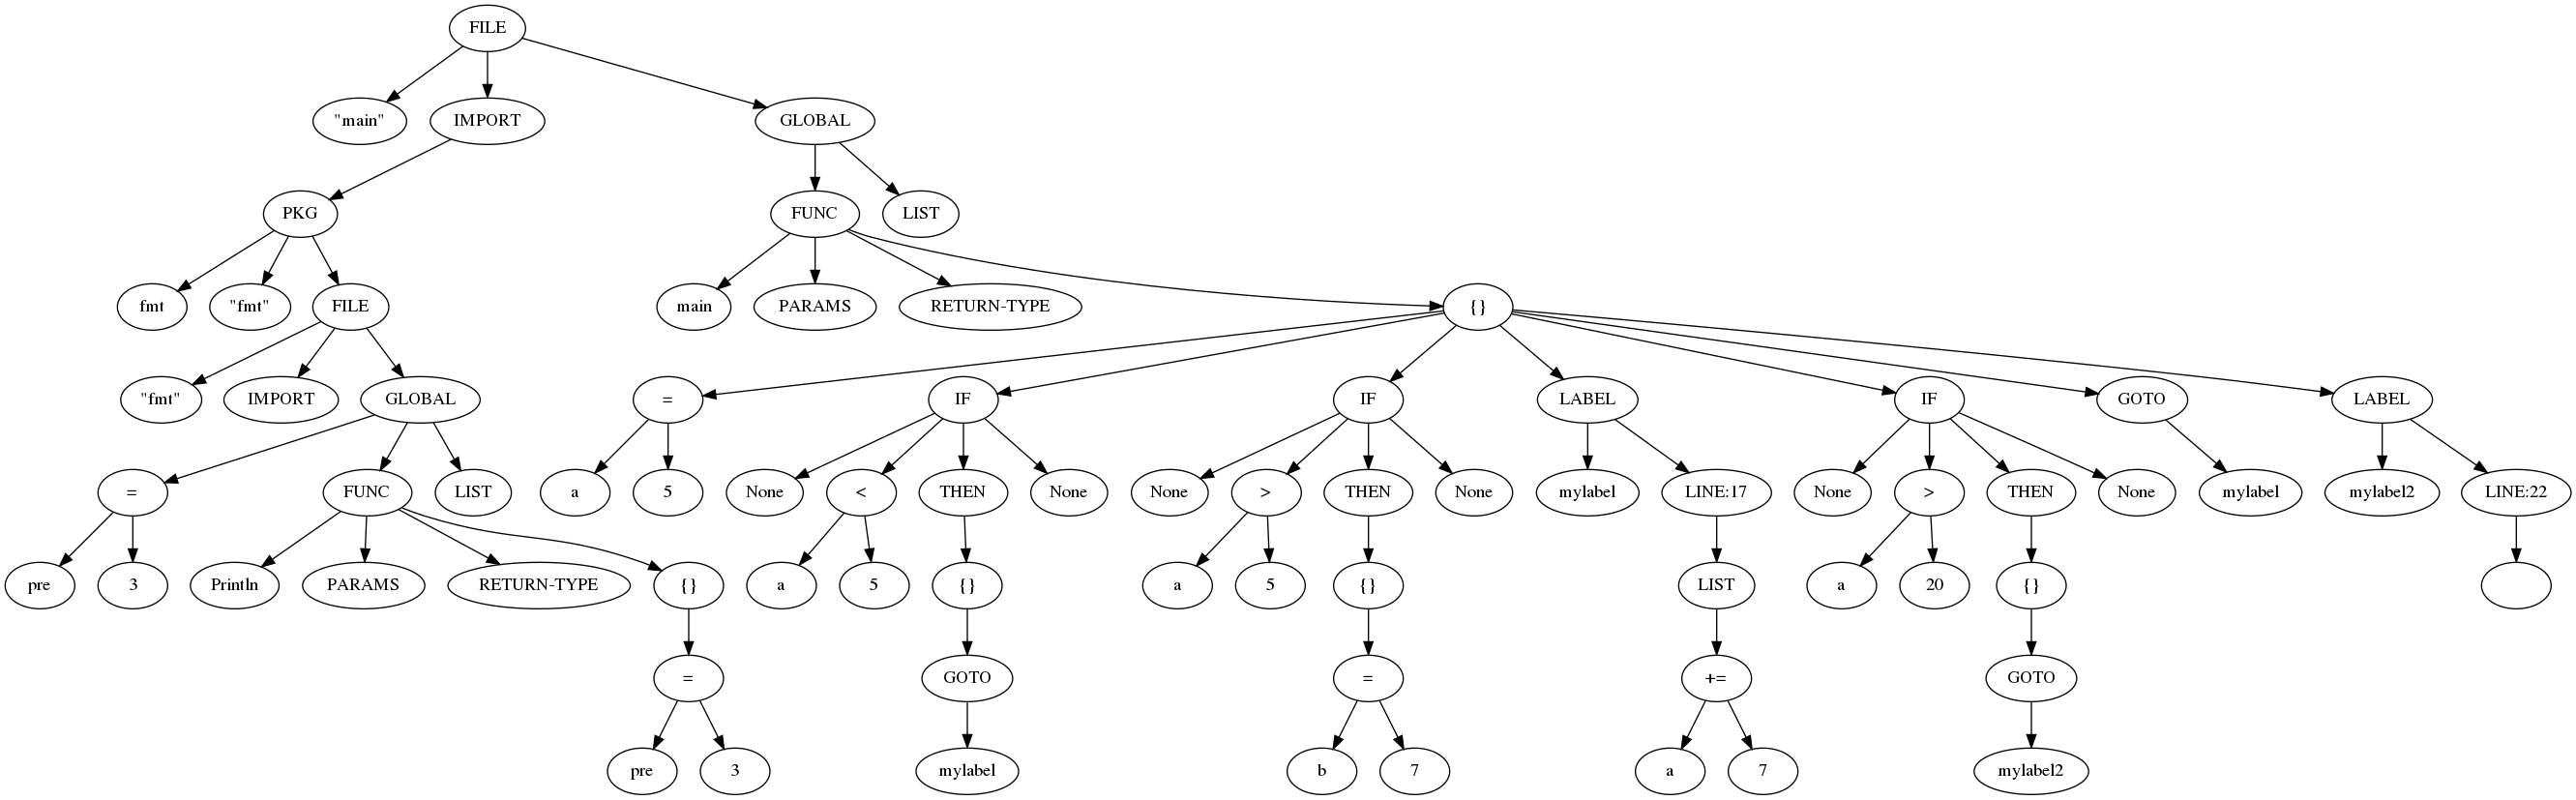 FILE
"main"
IMPORT
GLOBAL
PKG
FUNC
LIST
fmt
"fmt"
FILE
main
PARAMS
RETURN-TYPE
{}
"fmt"
IMPORT
GLOBAL
=
IF
IF
LABEL
IF
GOTO
LABEL
=
FUNC
LIST
a
5
None
<
THEN
None
None
>
THEN
None
mylabel
LINE:17
None
>
THEN
None
mylabel
mylabel2
LINE:22
pre
3
Println
PARAMS
RETURN-TYPE
{}
a
5
{}
a
5
{}
LIST
a
20
{}
=
GOTO
=
+=
GOTO
pre
3
mylabel
b
7
a
7
mylabel2